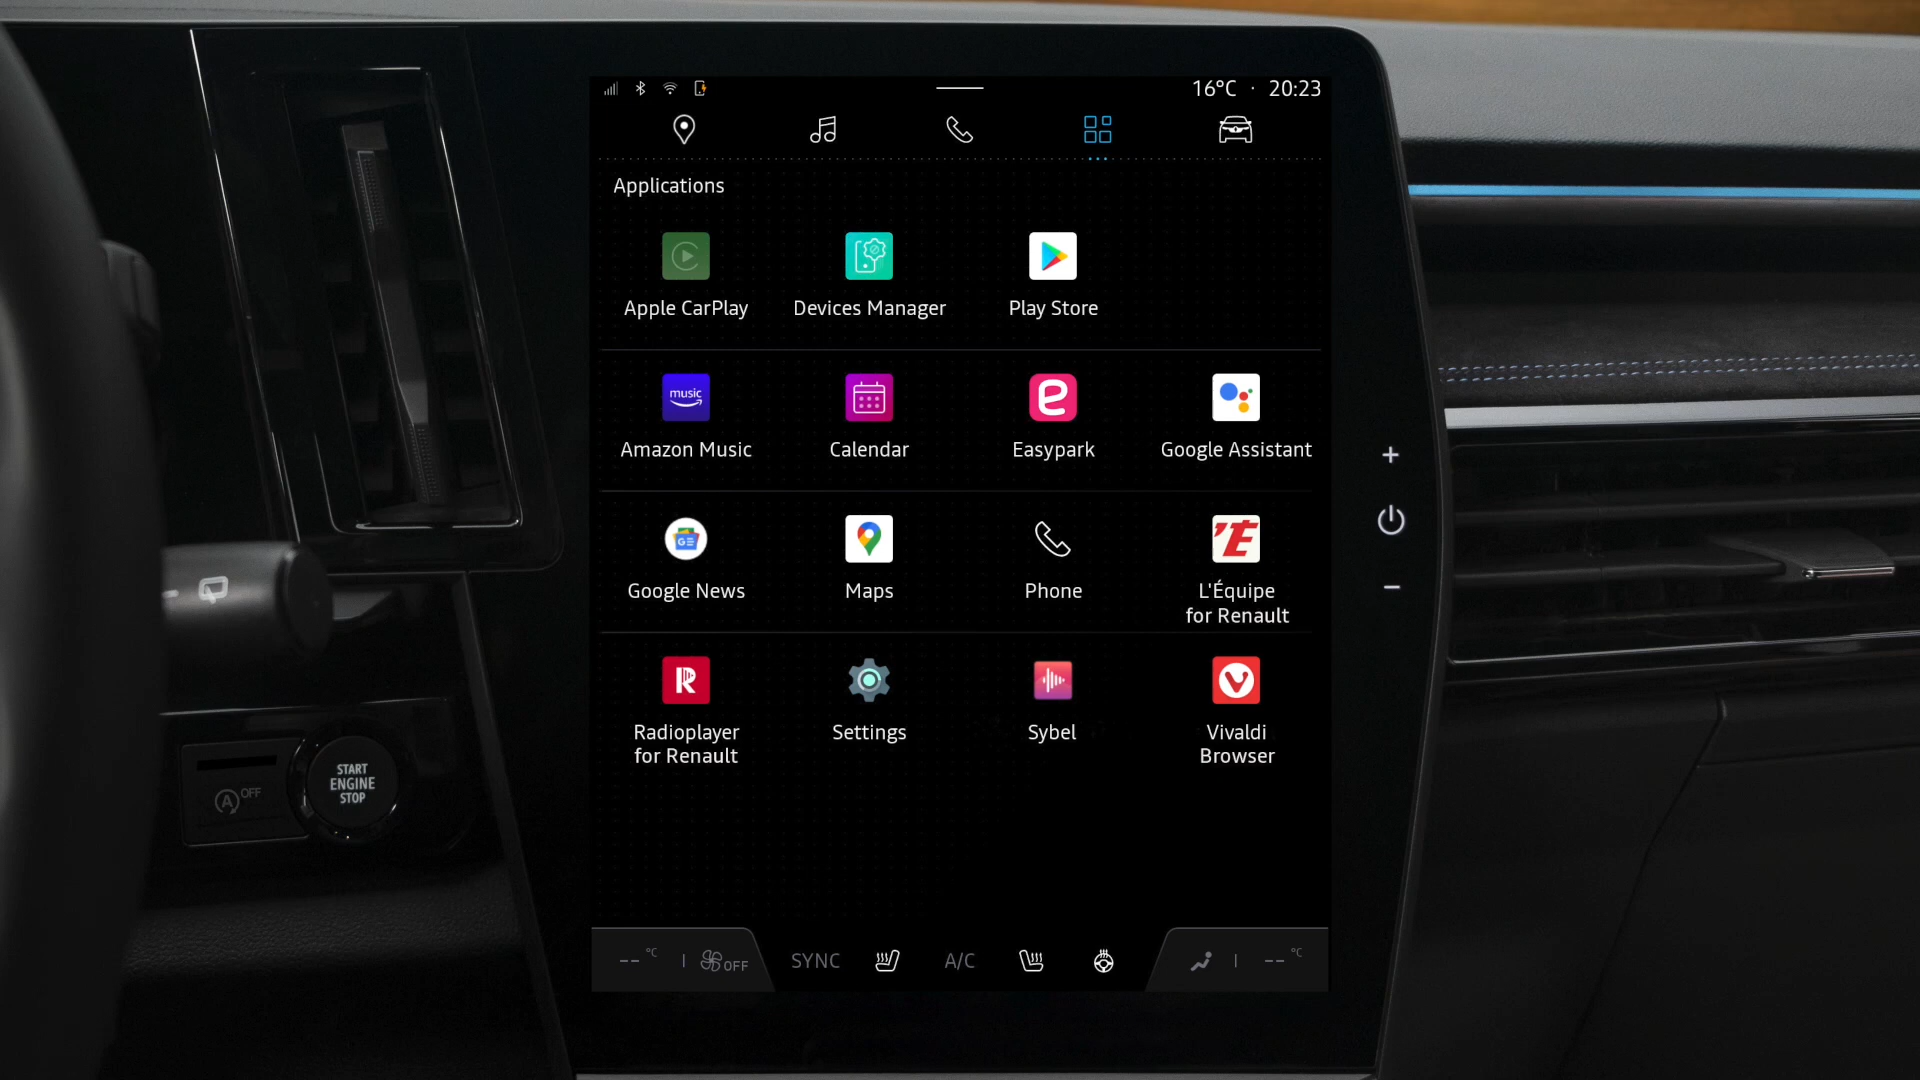 16°C · 20:23
Applications
Apple CarPlay
Devices Manager
Play Store
music
Amazon Music
Calendar
e
Easypark
Google Assistant
GE
Google News
Maps
Phone
'E
L'Équipe
for Renault
R
Radioplayer
for Renault
Settings
Sybel
Vivaldi
Browser
-- °C
OFF
SYNC
A/C
-- °C
+
−
A OFF
START
ENGINE
STOP